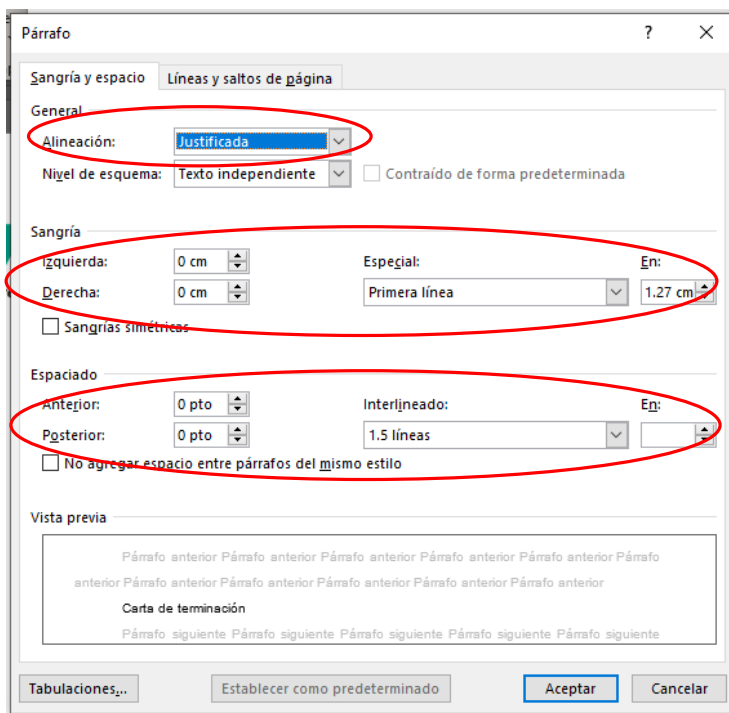 Párrafo ? ×
Sangría y espacio Líneas y saltos de página
General
Alineación: Justificada
Nivel de esquema: Texto independiente Contraído de forma predeterminada
Sangría
Izquierda: 0 cm Especial: En:
Derecha: 0 cm Primera línea 1.27 cm
Sangrías simétricas
Espaciado
Anterior: 0 pto Interlineado: En:
Posterior: 0 pto 1.5 líneas
No agregar espacio entre párrafos del mismo estilo
Vista previa
Párrafo anterior Párrafo anterior Párrafo anterior Párrafo anterior Párrafo anterior Párrafo
anterior Párrafo anterior Párrafo anterior Párrafo anterior Párrafo anterior Párrafo anterior
Carta de terminación
Párrafo siguiente Párrafo siguiente Párrafo siguiente Párrafo siguiente Párrafo siguiente
Tabulaciones... Establecer como predeterminado Aceptar Cancelar